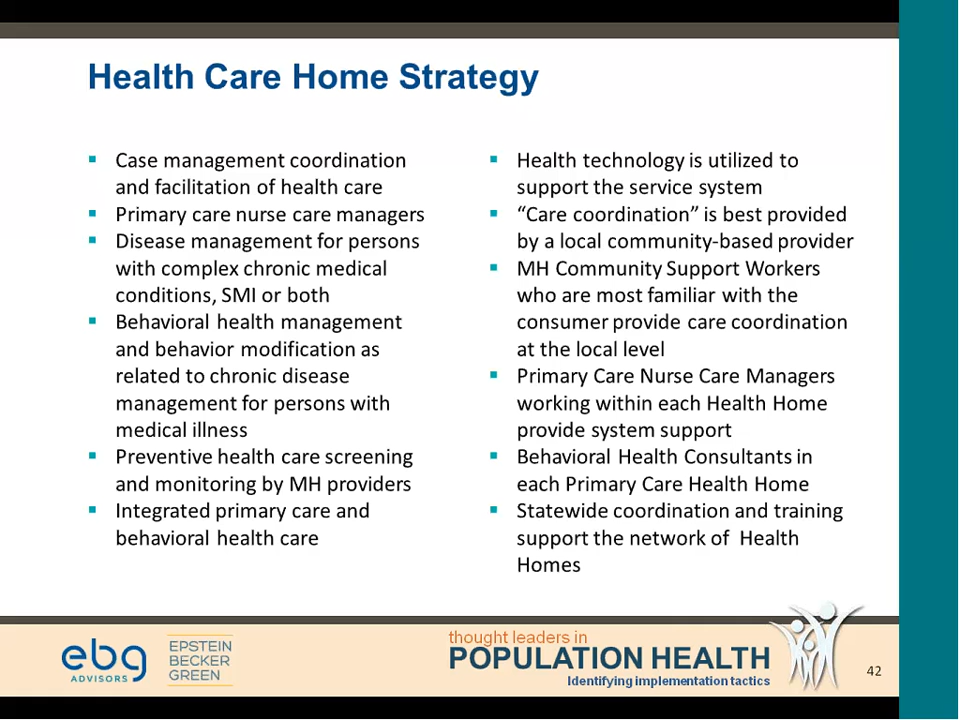 Health Care Home Strategy
▪ Case management coordination
and facilitation of health care
▪ Primary care nurse care managers
▪ Disease management for persons
with complex chronic medical
conditions, SMI or both
▪ Behavioral health management
and behavior modification as
related to chronic disease
management for persons with
medical illness
▪ Preventive health care screening
and monitoring by MH providers
▪ Integrated primary care and
behavioral health care
▪ Health technology is utilized to
support the service system
▪ “Care coordination” is best provided
by a local community-based provider
▪ MH Community Support Workers
who are most familiar with the
consumer provide care coordination
at the local level
▪ Primary Care Nurse Care Managers
working within each Health Home
provide system support
▪ Behavioral Health Consultants in
each Primary Care Health Home
▪ Statewide coordination and training
support the network of Health
Homes
ebg
ADVISORS
EPSTEIN
BECKER
GREEN
thought leaders in
POPULATION HEALTH
Identifying implementation tactics
42